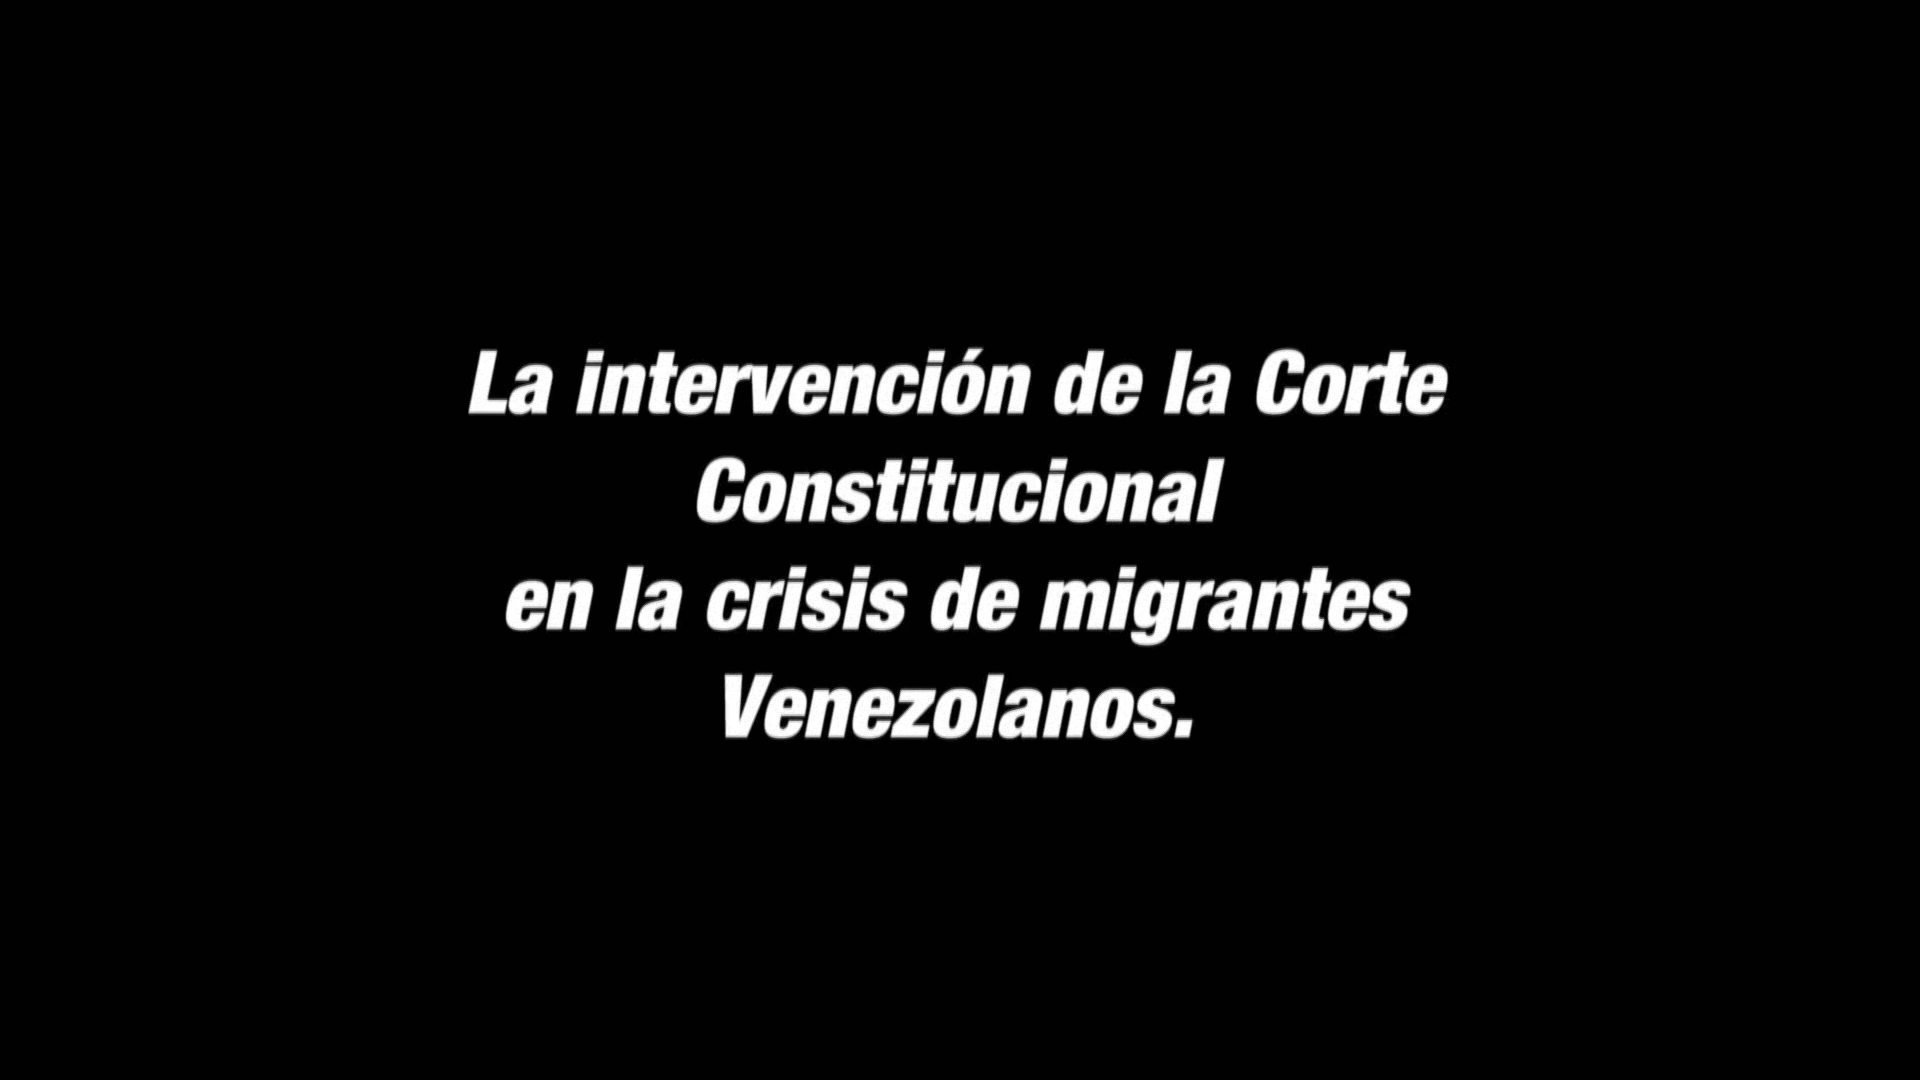 La intervención de la Corte
Constitucional
en la crisis de migrantes
Venezolanos.